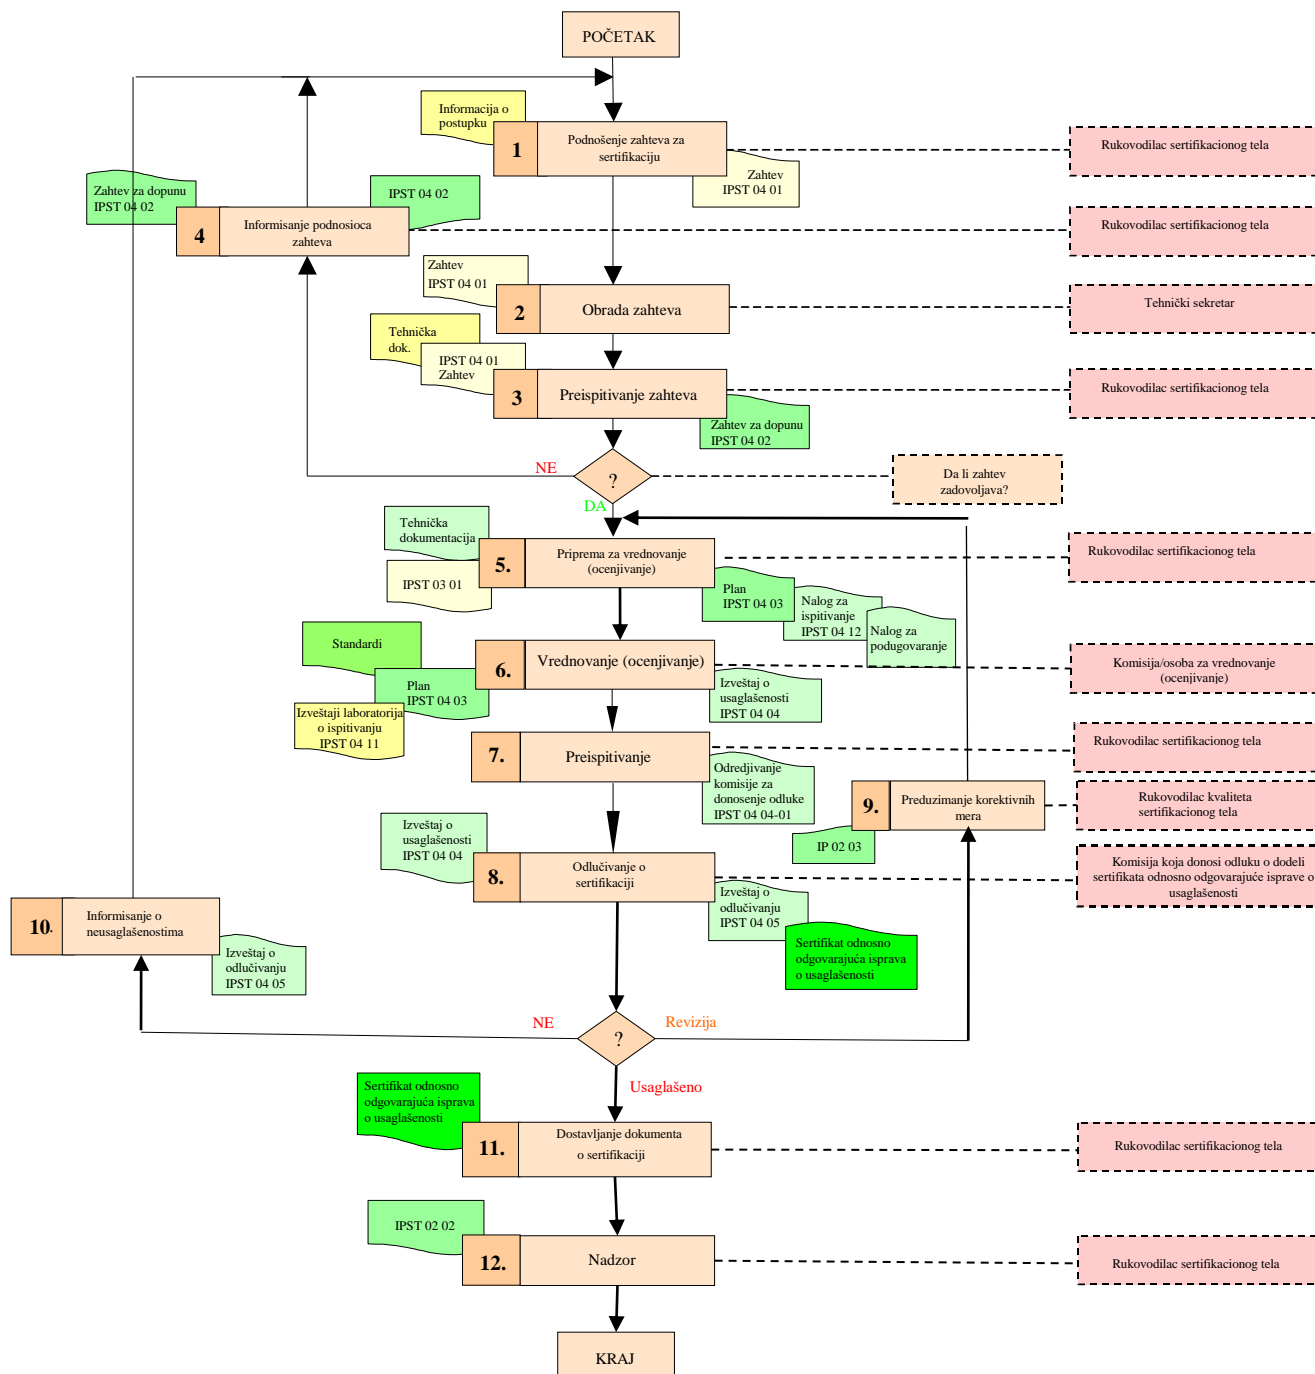 POČETAK
Informacija o
postupku
1
Podnošenje zahteva za
sertifikaciju
Zahtev
IPST 04 01
Rukovodilac sertifikacionog tela
Zahtev za dopunu
IPST 04 02
IPST 04 02
4
Informisanje podnosioca
zahteva
Rukovodilac sertifikacionog tela
Zahtev
IPST 04 01
2
Obrada zahteva
Tehnički sekretar
Tehnička
dok.
IPST 04 01
Zahtev
3
Preispitivanje zahteva
Rukovodilac sertifikacionog tela
Zahtev za dopunu
IPST 04 02
NE
?
Da li zahtev
zadovoljava?
DA
Tehnička
dokumentacija
IPST 03 01
5.
Priprema za vrednovanje
(ocenjivanje)
Rukovodilac sertifikacionog tela
Plan
IPST 04 03
Nalog za
ispitivanje
IPST 04 12
Nalog za
podugovaranje
Standardi
Plan
IPST 04 03
Izveštaji laboratorija
o ispitivanju
IPST 04 11
6.
Vrednovanje (ocenjivanje)
Komisija/osoba za vrednovanje
(ocenjivanje)
Izveštaj o
usaglašenosti
IPST 04 04
7.
Preispitivanje
Rukovodilac sertifikacionog tela
Odredjivanje
komisije za
donosenje odluke
IPST 04 04-01
9.
Preduzimanje korektivnih
mera
Rukovodilac kvaliteta
sertifikacionog tela
IP 02 03
Izveštaj o
usaglašenosti
IPST 04 04
8.
Odlučivanje o
sertifikaciji
Komisija koja donosi odluku o dodeli
sertifikata odnosno odgovarajuće isprave o
usaglašenosti
Izveštaj o
odlučivanju
IPST 04 05
Sertifikat odnosno
odgovarajuća isprava
o usaglašenosti
10.
Informisanje o
neusaglašenostima
Izveštaj o
odlučivanju
IPST 04 05
NE
?
Revizija
Usaglašeno
Sertifikat odnosno
odgovarajuća isprava
o usaglašenosti
11.
Dostavljanje dokumenta
o sertifikaciji
Rukovodilac sertifikacionog tela
IPST 02 02
12.
Nadzor
Rukovodilac sertifikacionog tela
KRAJ